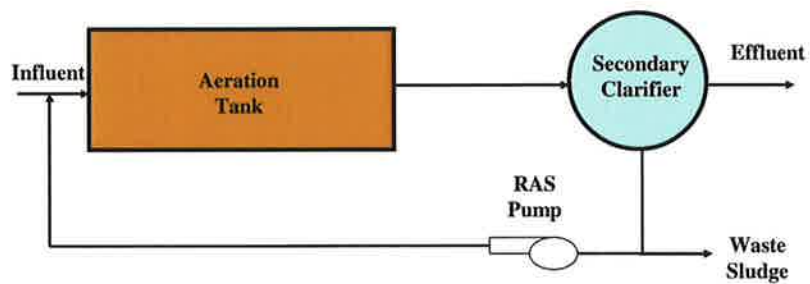 Influent
Aeration
Tank
Secondary
Clarifier
Effluent
RAS
Pump
Waste
Sludge